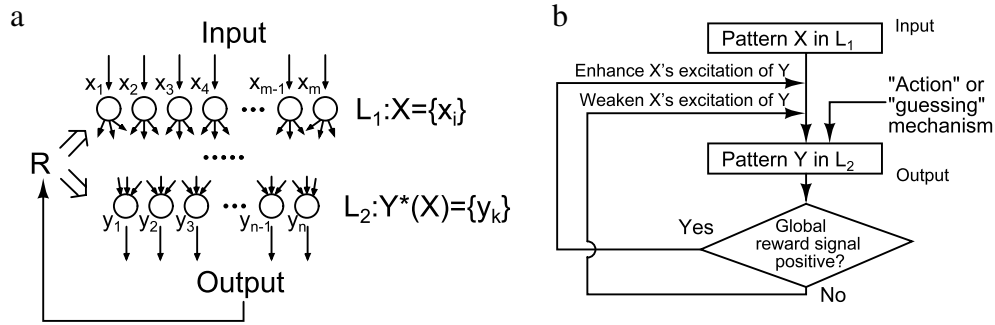 a
Input
x₁ x₂ x₃ x₄ ••• xₘ₋₁ xₘ
L₁:X={xᵢ}
•••••
R
L₂:Y*(X)={yₖ}
y₁ y₂ y₃ ••• yₙ₋₁ yₙ
Output
b
Pattern X in L₁
Input
Enhance X's excitation of Y
Weaken X's excitation of Y
"Action" or
"guessing"
mechanism
Pattern Y in L₂
Output
Yes
Global
reward signal
positive?
No